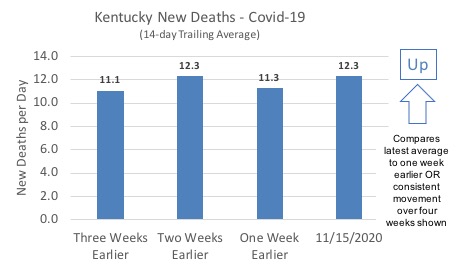 Kentucky New Deaths - Covid-19
(14-day Trailing Average)
New Deaths per Day
14.0
12.0
10.0
8.0
6.0
4.0
2.0
0.0
11.1
12.3
11.3
12.3
Three Weeks
Earlier
Two Weeks
Earlier
One Week
Earlier
11/15/2020
Up
Compares
latest average
to one week
earlier OR
consistent
movement
over four
weeks shown